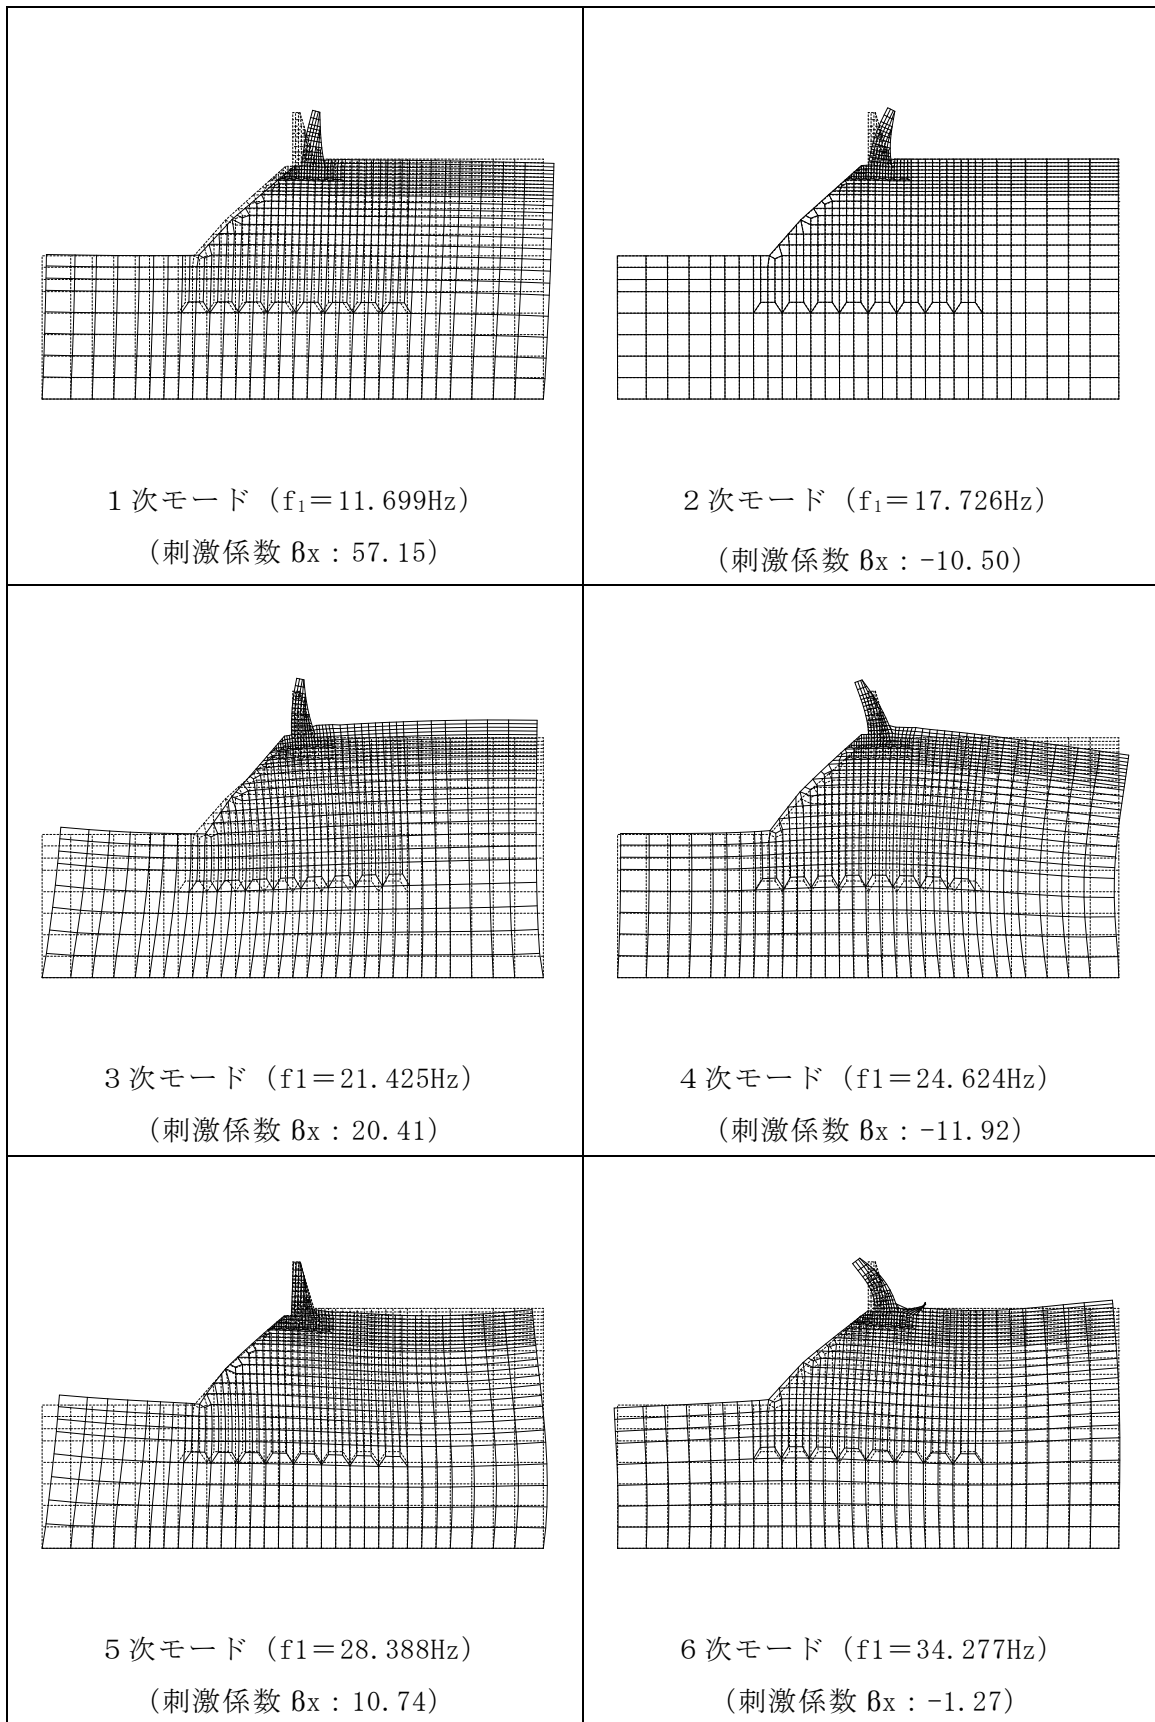 1次モード（f₁＝11.699Hz）
（刺激係数 βx：57.15）
2次モード（f₁＝17.726Hz）
（刺激係数 βx：-10.50）
3次モード（f1＝21.425Hz）
（刺激係数 βx：20.41）
4次モード（f1＝24.624Hz）
（刺激係数 βx：-11.92）
5次モード（f1＝28.388Hz）
（刺激係数 βx：10.74）
6次モード（f1＝34.277Hz）
（刺激係数 βx：-1.27）